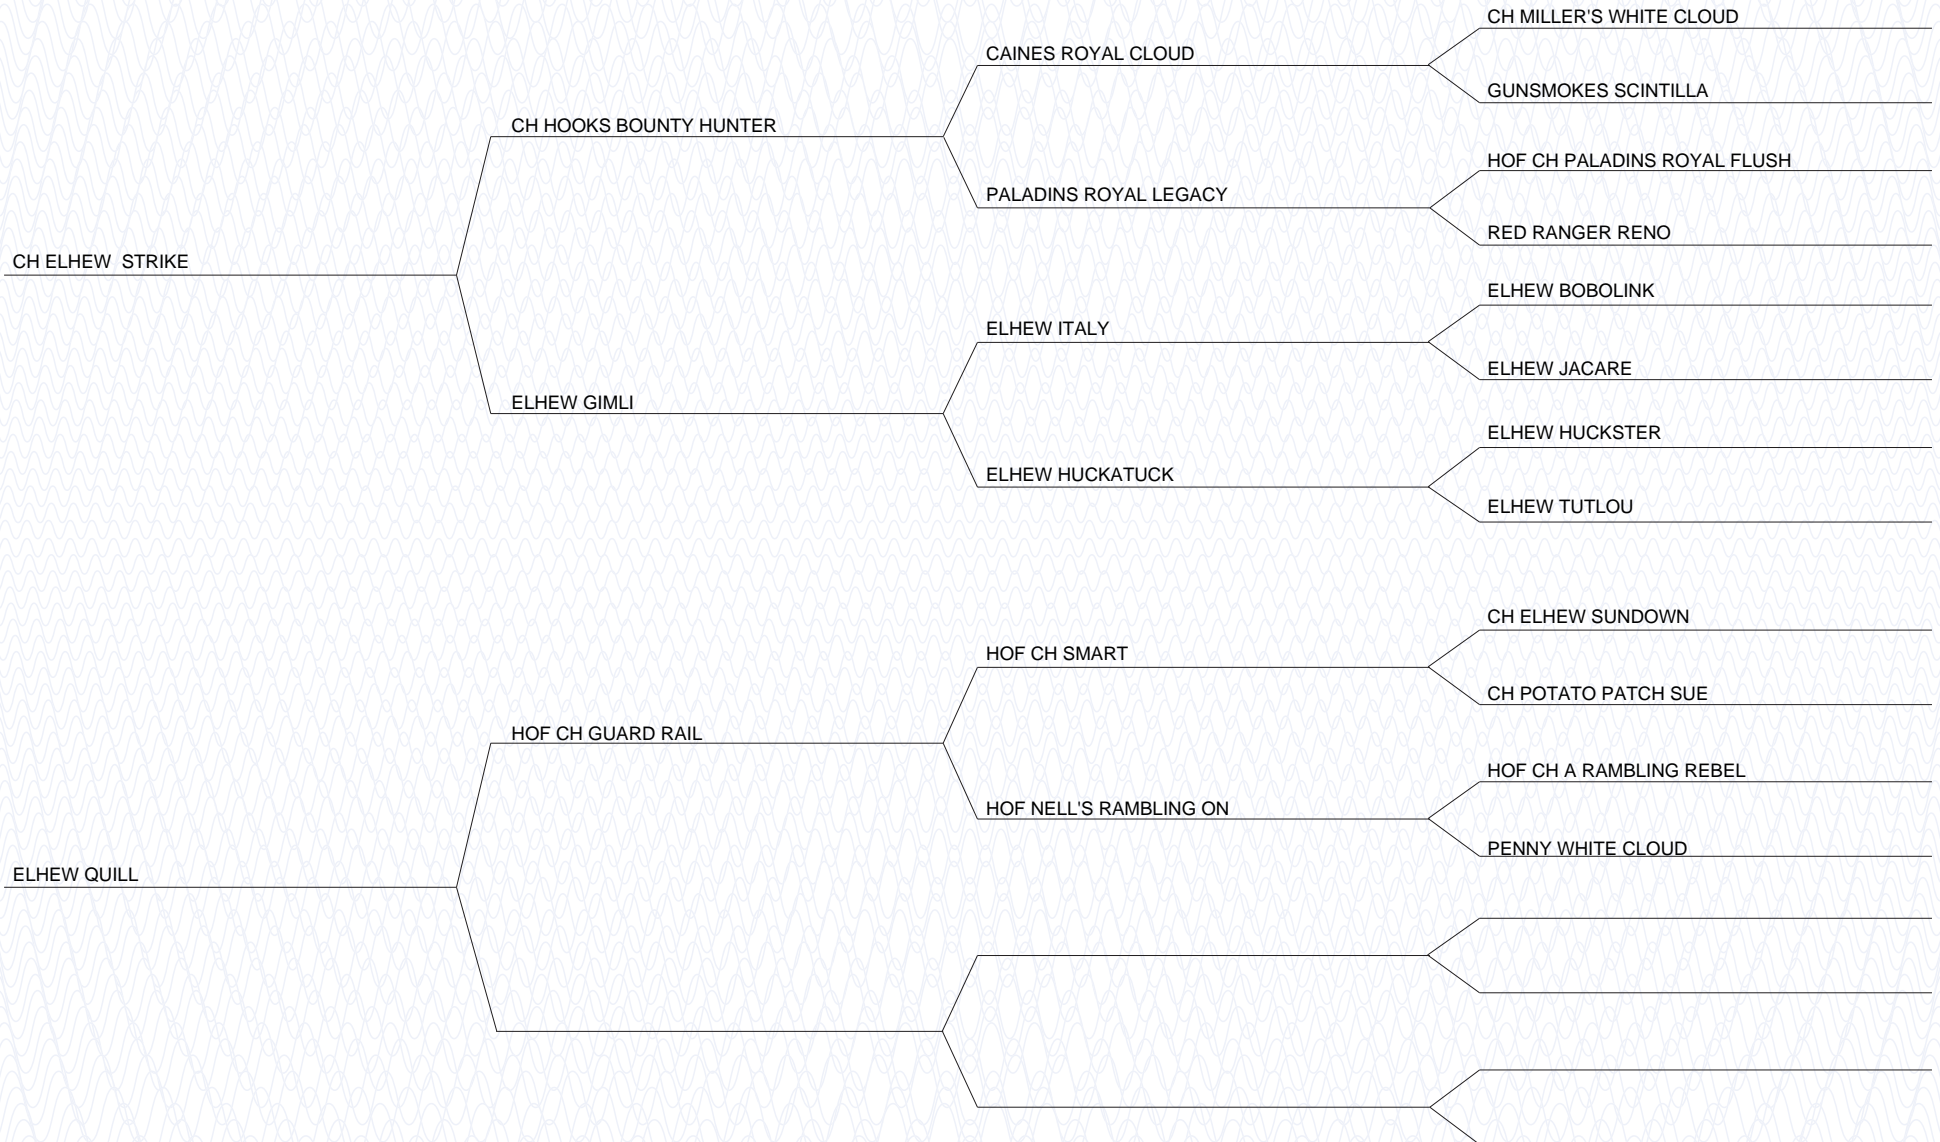 CH MILLER'S WHITE CLOUD
CAINES ROYAL CLOUD
GUNSMOKES SCINTILLA
CH HOOKS BOUNTY HUNTER
HOF CH PALADINS ROYAL FLUSH
PALADINS ROYAL LEGACY
RED RANGER RENO
CH ELHEW  STRIKE
ELHEW BOBOLINK
ELHEW ITALY
ELHEW JACARE
ELHEW GIMLI
ELHEW HUCKSTER
ELHEW HUCKATUCK
ELHEW TUTLOU
CH ELHEW SUNDOWN
HOF CH SMART
CH POTATO PATCH SUE
HOF CH GUARD RAIL
HOF CH A RAMBLING REBEL
HOF NELL'S RAMBLING ON
PENNY WHITE CLOUD
ELHEW QUILL